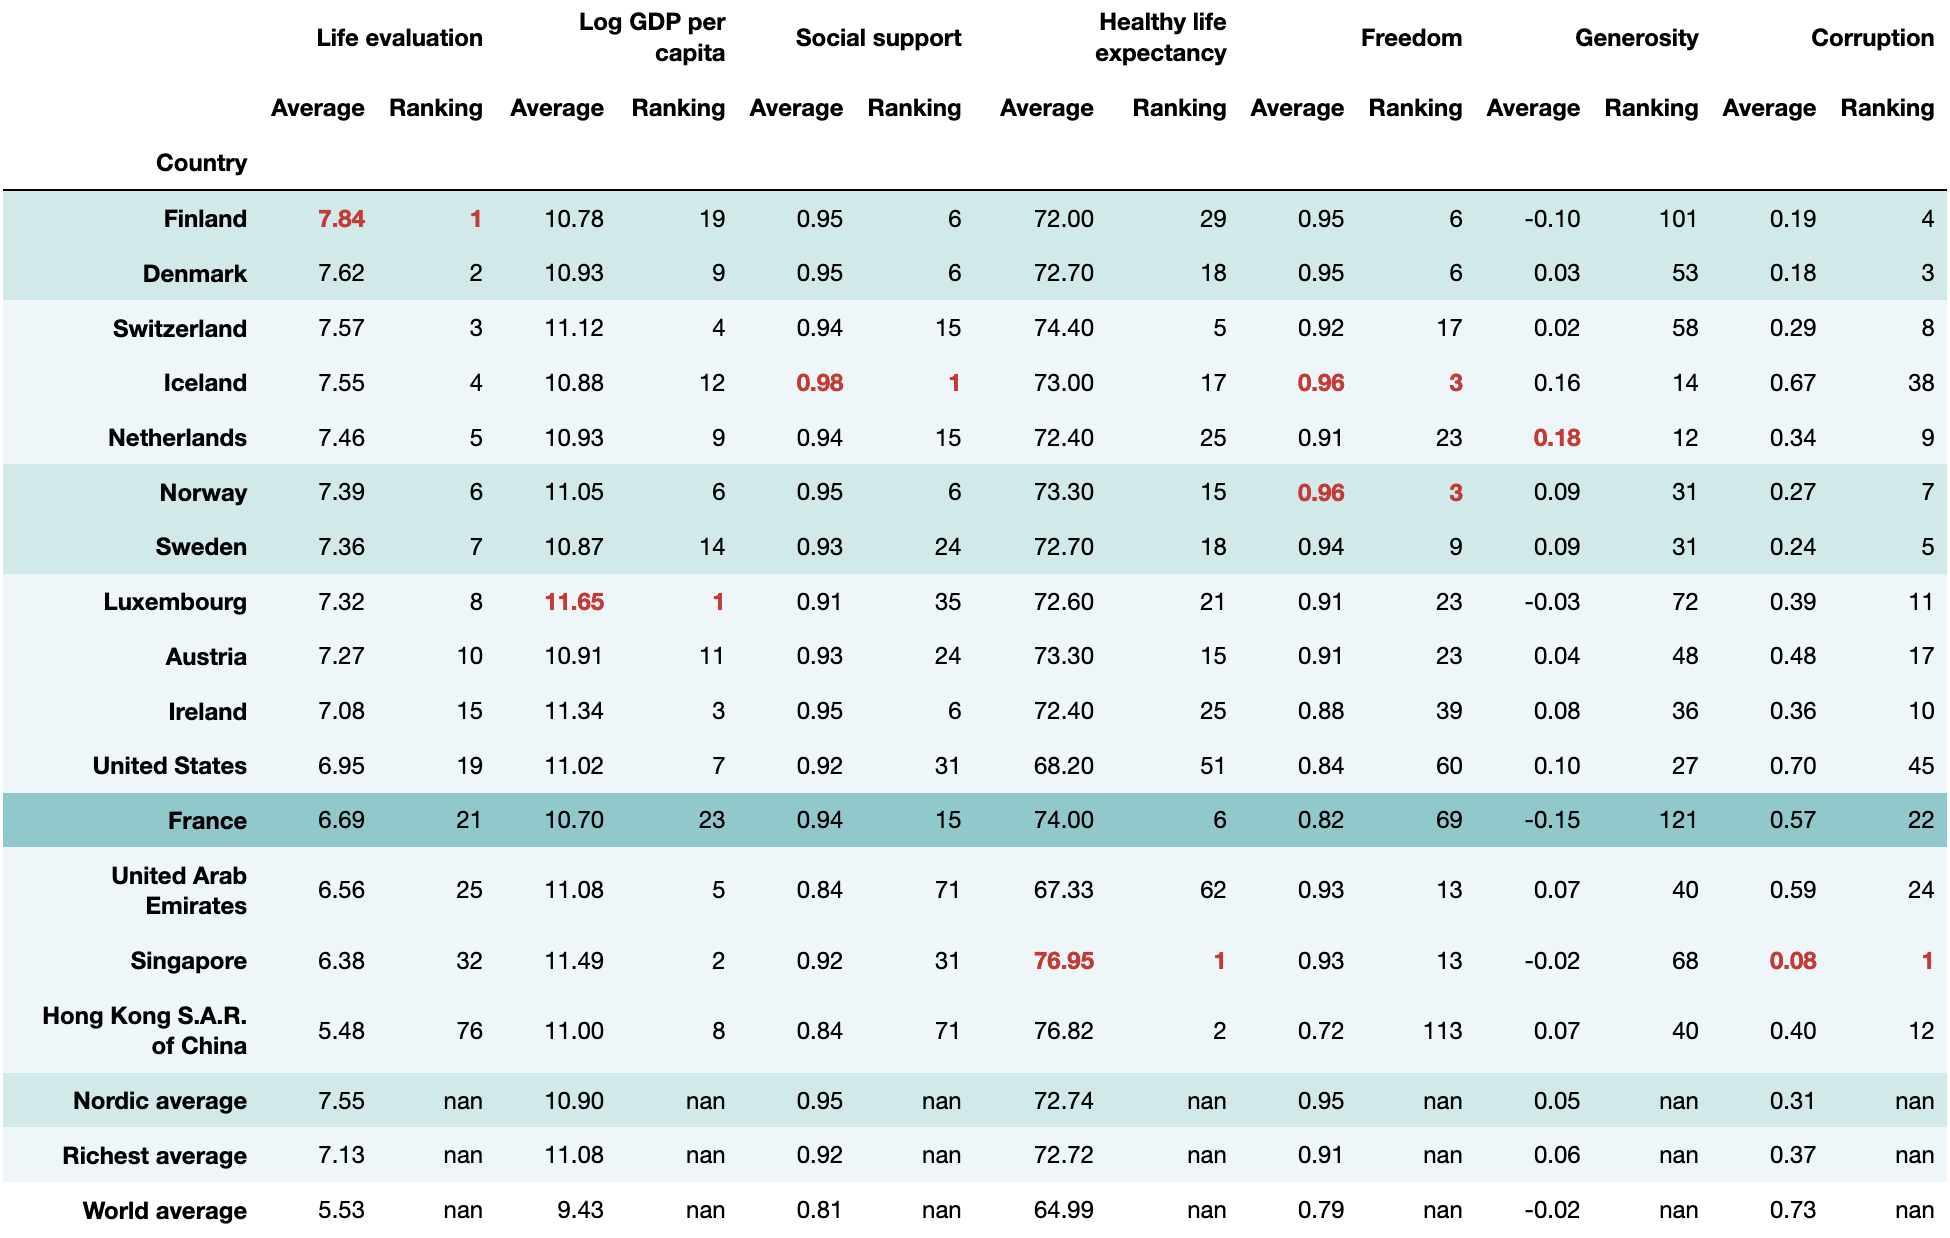 Life evaluation Log GDP per capita Social support Healthy life expectancy Freedom Generosity Corruption
Average Ranking Average Ranking Average Ranking Average Ranking Average Ranking Average Ranking Average Ranking
Country
Finland 7.84 1 10.78 19 0.95 6 72.00 29 0.95 6 -0.10 101 0.19 4
Denmark 7.62 2 10.93 9 0.95 6 72.70 18 0.95 6 0.03 53 0.18 3
Switzerland 7.57 3 11.12 4 0.94 15 74.40 5 0.92 17 0.02 58 0.29 8
Iceland 7.55 4 10.88 12 0.98 1 73.00 17 0.96 3 0.16 14 0.67 38
Netherlands 7.46 5 10.93 9 0.94 15 72.40 25 0.91 23 0.18 12 0.34 9
Norway 7.39 6 11.05 6 0.95 6 73.30 15 0.96 3 0.09 31 0.27 7
Sweden 7.36 7 10.87 14 0.93 24 72.70 18 0.94 9 0.09 31 0.24 5
Luxembourg 7.32 8 11.65 1 0.91 35 72.60 21 0.91 23 -0.03 72 0.39 11
Austria 7.27 10 10.91 11 0.93 24 73.30 15 0.91 23 0.04 48 0.48 17
Ireland 7.08 15 11.34 3 0.95 6 72.40 25 0.88 39 0.08 36 0.36 10
United States 6.95 19 11.02 7 0.92 31 68.20 51 0.84 60 0.10 27 0.70 45
France 6.69 21 10.70 23 0.94 15 74.00 6 0.82 69 -0.15 121 0.57 22
United Arab Emirates 6.56 25 11.08 5 0.84 71 67.33 62 0.93 13 0.07 40 0.59 24
Singapore 6.38 32 11.49 2 0.92 31 76.95 1 0.93 13 -0.02 68 0.08 1
Hong Kong S.A.R. of China 5.48 76 11.00 8 0.84 71 76.82 2 0.72 113 0.07 40 0.40 12
Nordic average 7.55 nan 10.90 nan 0.95 nan 72.74 nan 0.95 nan 0.05 nan 0.31 nan
Richest average 7.13 nan 11.08 nan 0.92 nan 72.72 nan 0.91 nan 0.06 nan 0.37 nan
World average 5.53 nan 9.43 nan 0.81 nan 64.99 nan 0.79 nan -0.02 nan 0.73 nan